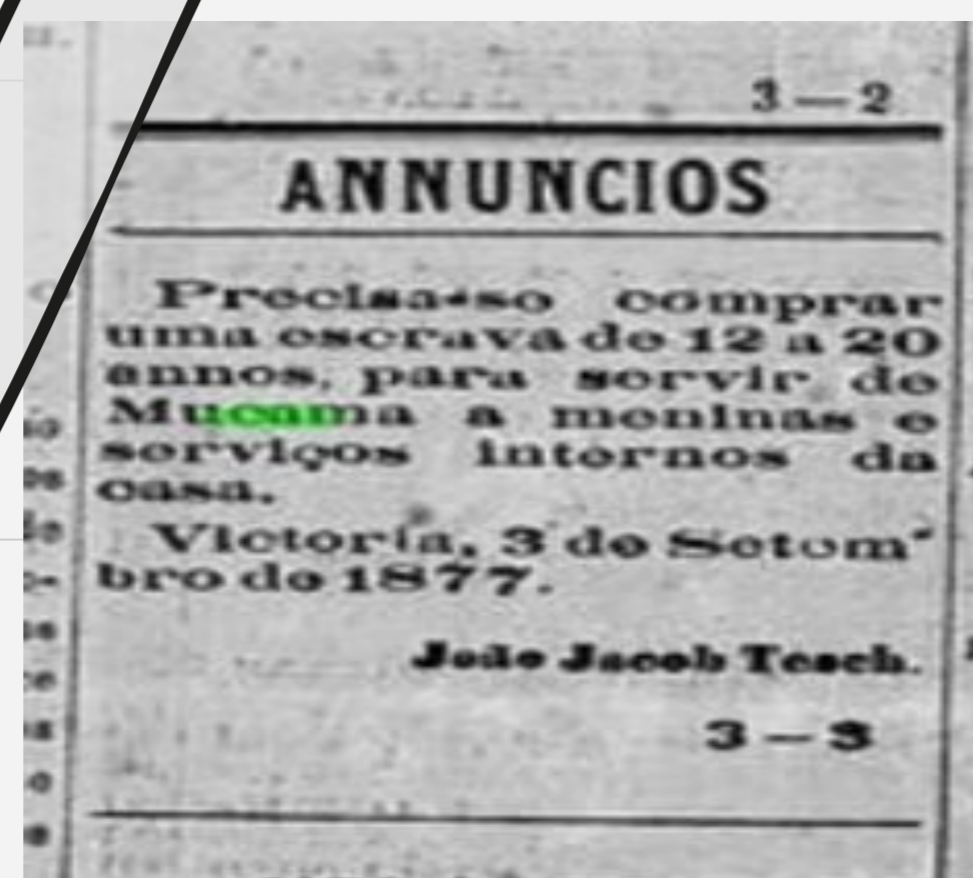 3 — 2
ANNUNCIOS
Precisa-se comprar
uma escrava de 12 a 20
annos, para servir de
Mucama a meninas e
serviços internos da
casa.
Victoria, 3 de Setem-
bro de 1877.
João Jacob Tesch.
3 — 3